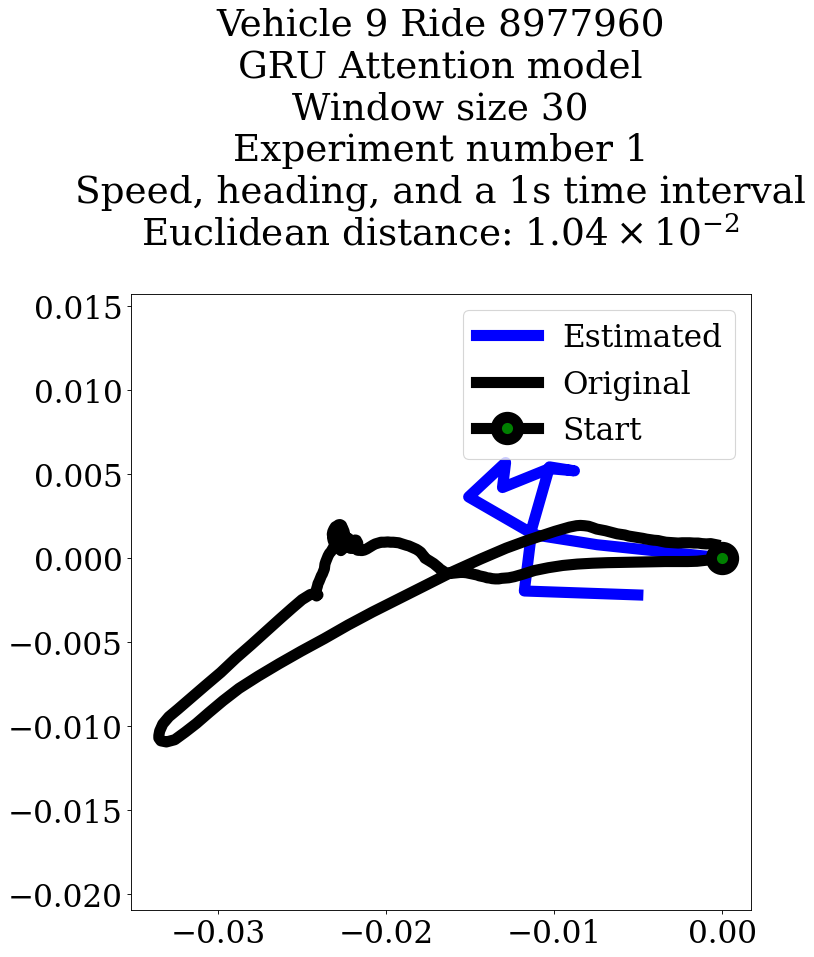 Vehicle 9 Ride 8977960
GRU Attention model
Window size 30
Experiment number 1
Speed, heading, and a 1s time interval
Euclidean distance: 1.04 × 10⁻²
Estimated
Original
Start
0.015
0.010
0.005
0.000
−0.005
−0.010
−0.015
−0.020
−0.03
−0.02
−0.01
0.00